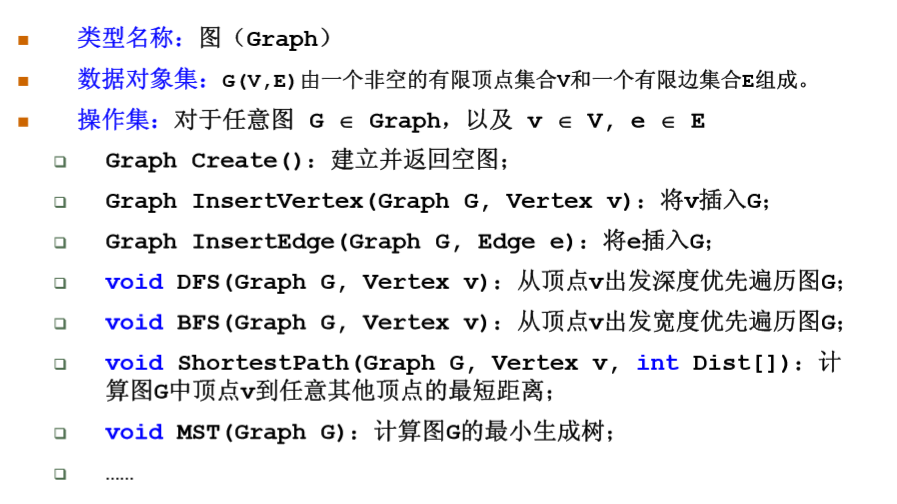 类型名称：图（Graph）
数据对象集：G(V,E)由一个非空的有限顶点集合V和一个有限边集合E组成。
操作集：对于任意图 G ∈ Graph，以及 v ∈ V, e ∈ E
Graph Create()：建立并返回空图；
Graph InsertVertex(Graph G, Vertex v)：将v插入G；
Graph InsertEdge(Graph G, Edge e)：将e插入G；
void DFS(Graph G, Vertex v)：从顶点v出发深度优先遍历图G；
void BFS(Graph G, Vertex v)：从顶点v出发宽度优先遍历图G；
void ShortestPath(Graph G, Vertex v, int Dist[])：计
算图G中顶点v到任意其他顶点的最短距离；
void MST(Graph G)：计算图G的最小生成树；
……